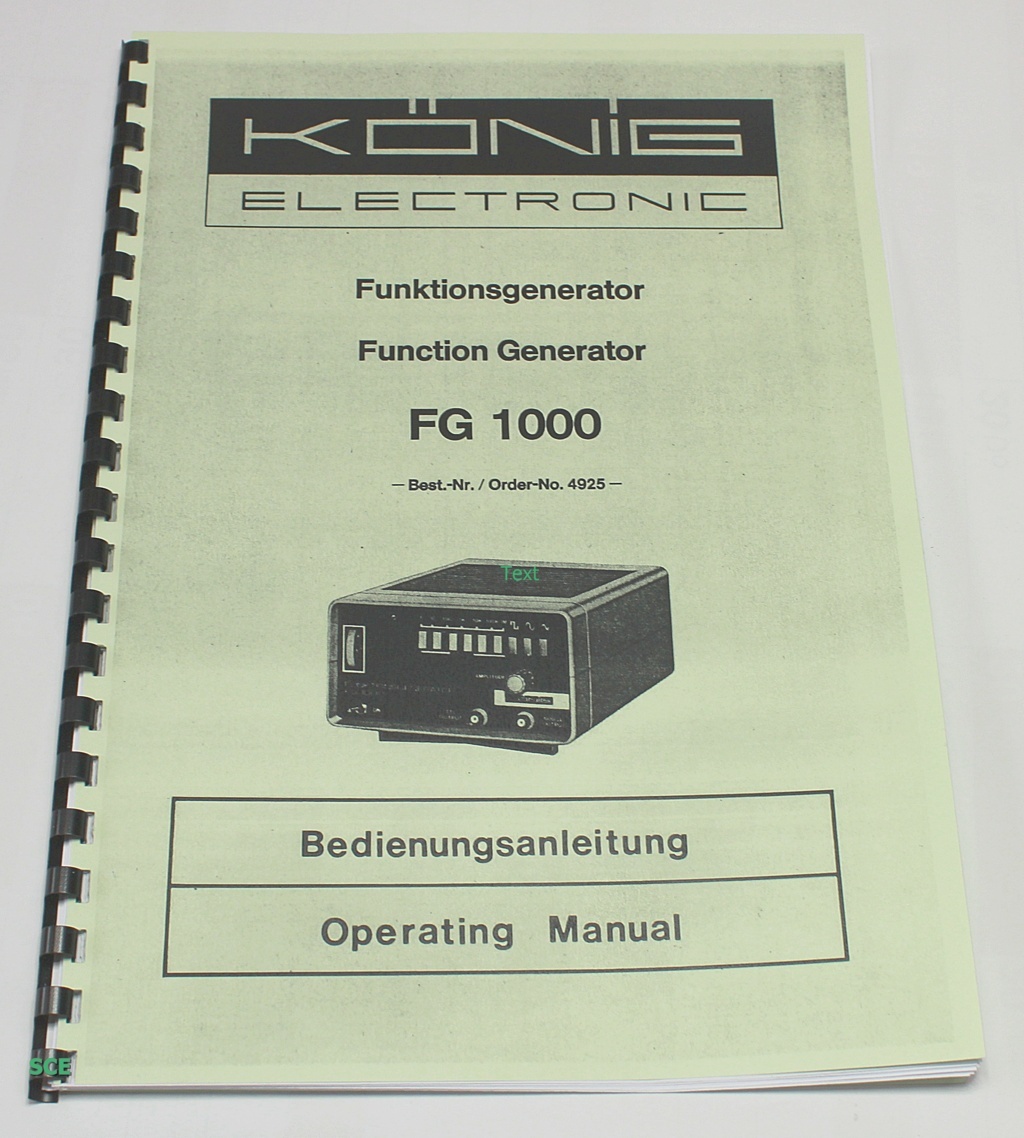 KÖNiG
ELECTRONIC
Funktionsgenerator
Function Generator
FG 1000
— Best.-Nr. / Order-No. 4925 —
Text
Bedienungsanleitung
Operating Manual
SCE